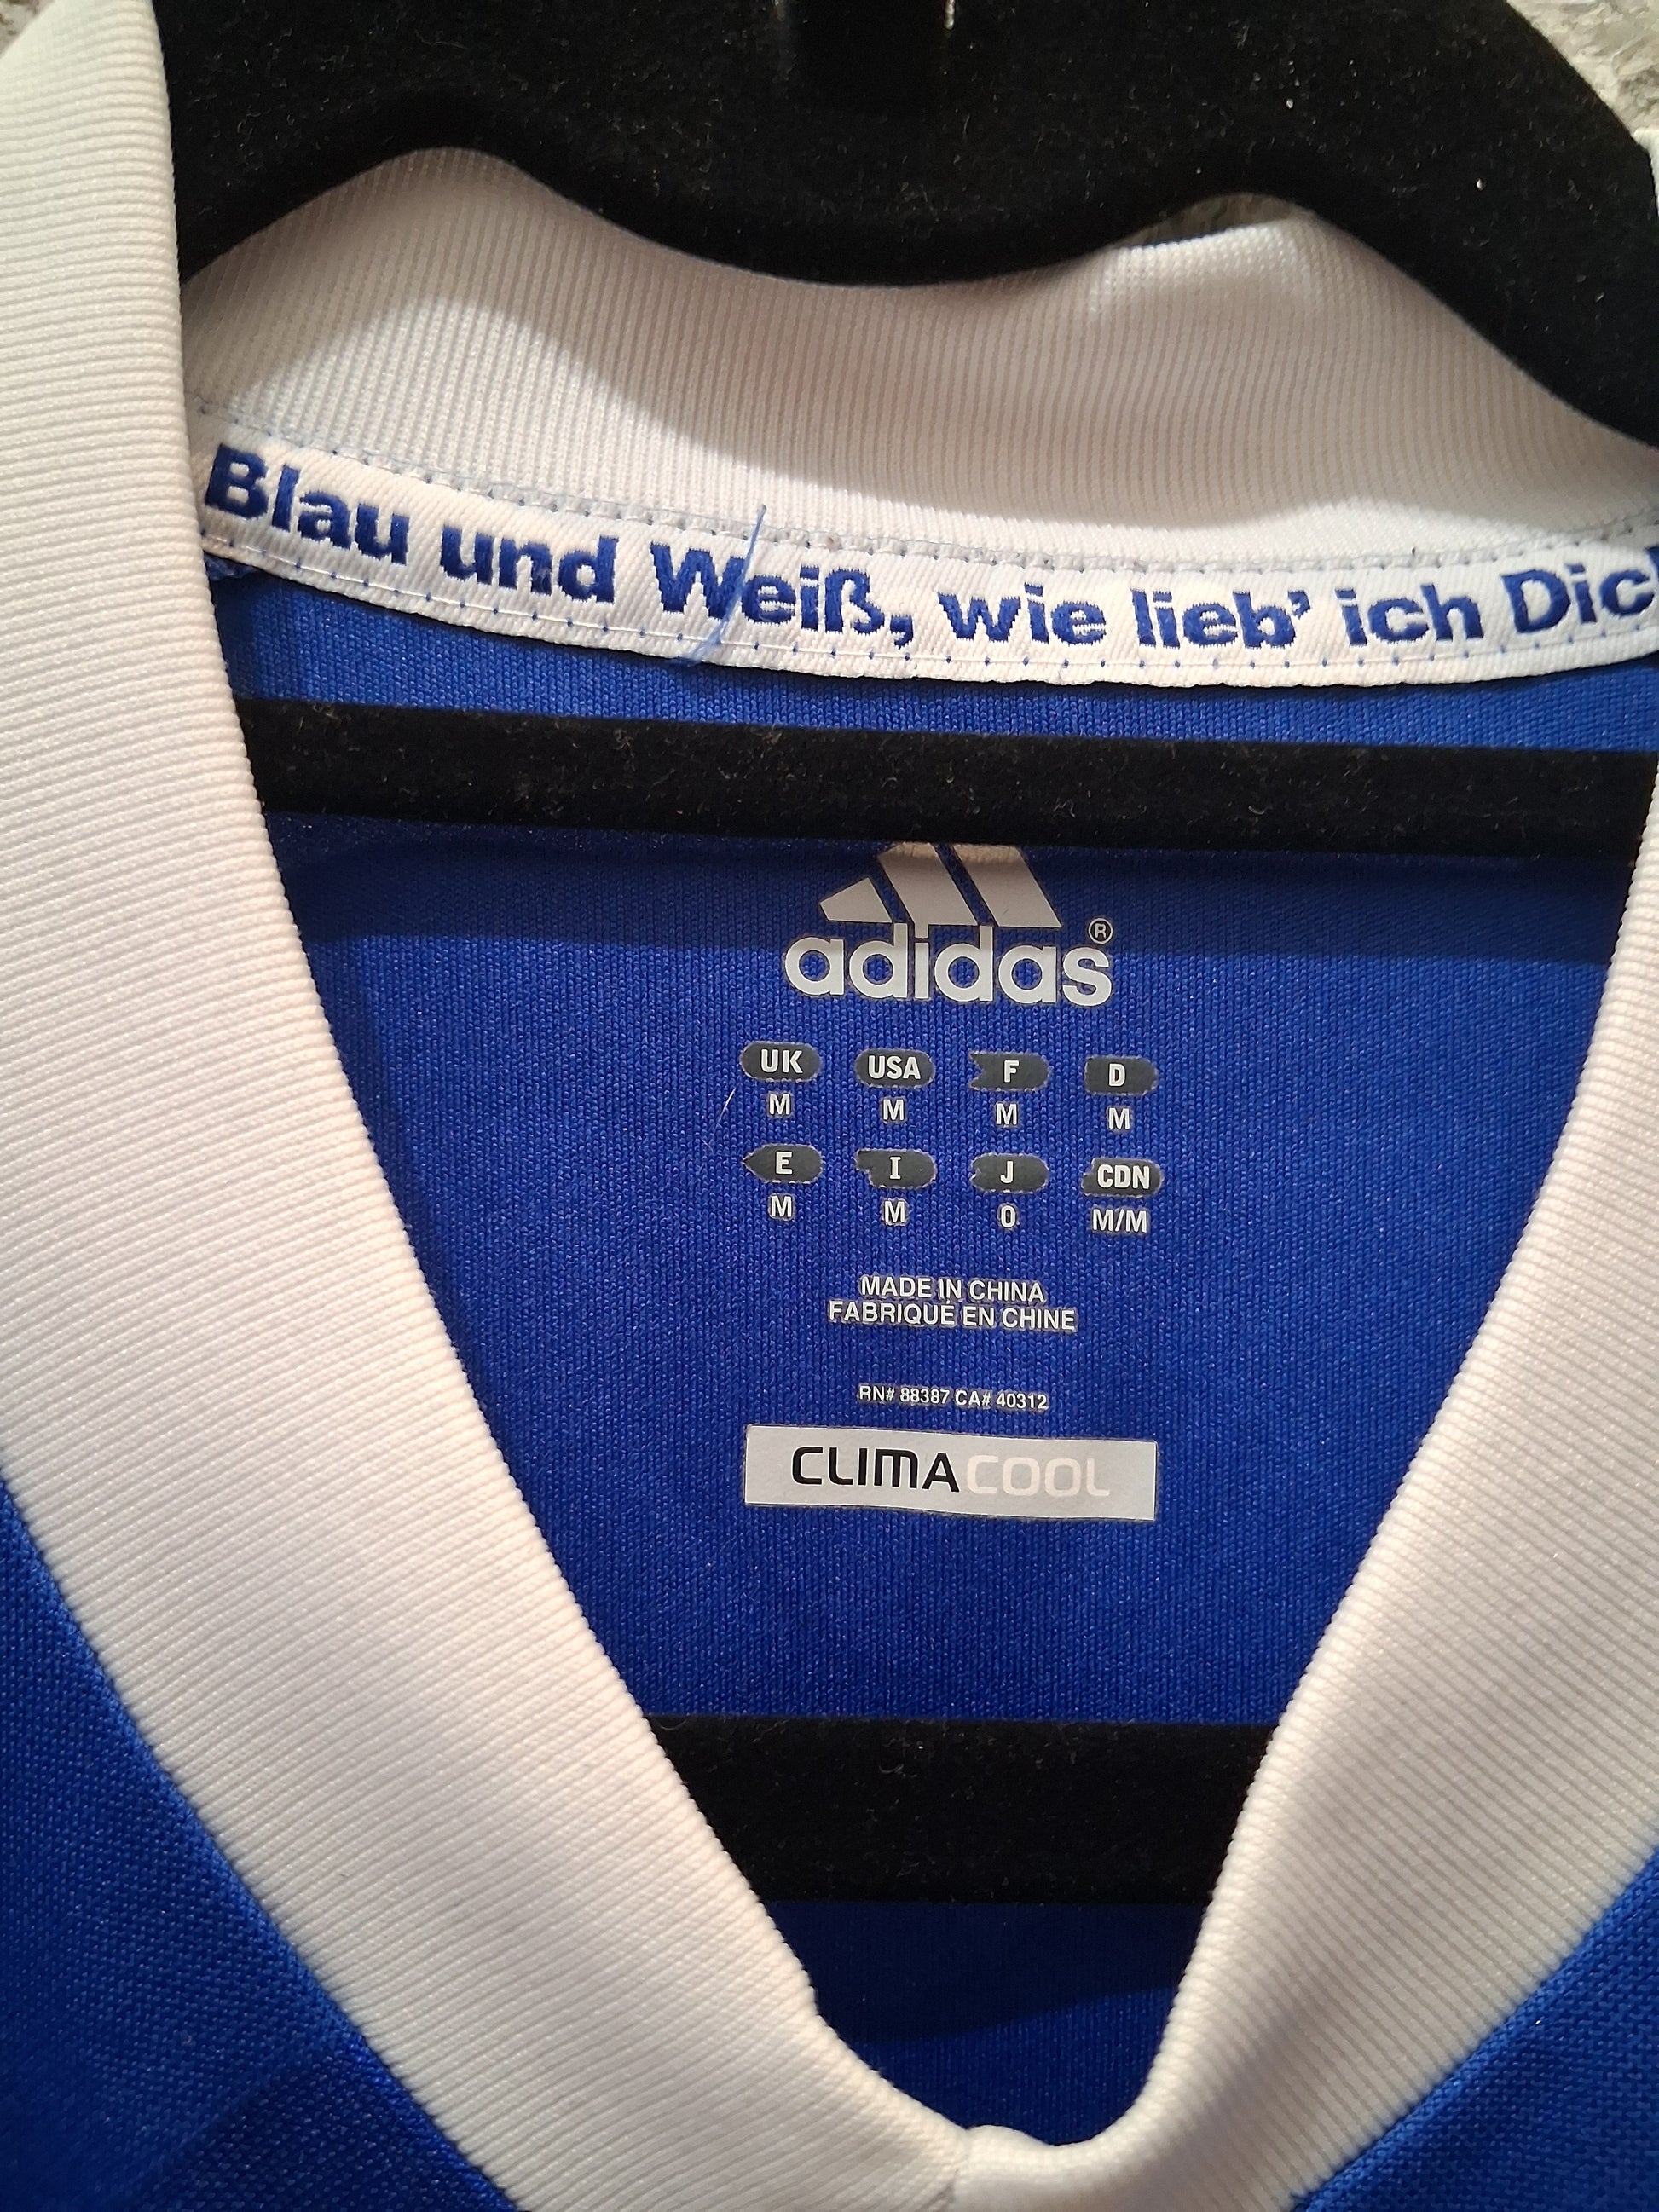 Blau und Weiß, wie lieb' ich Dich
adidas®
UK USA F D
M M M M
E I J CDN
M M O M/M
MADE IN CHINA
FABRIQUÉ EN CHINE
RN# 88387 CA# 40312
CLIMACOOL